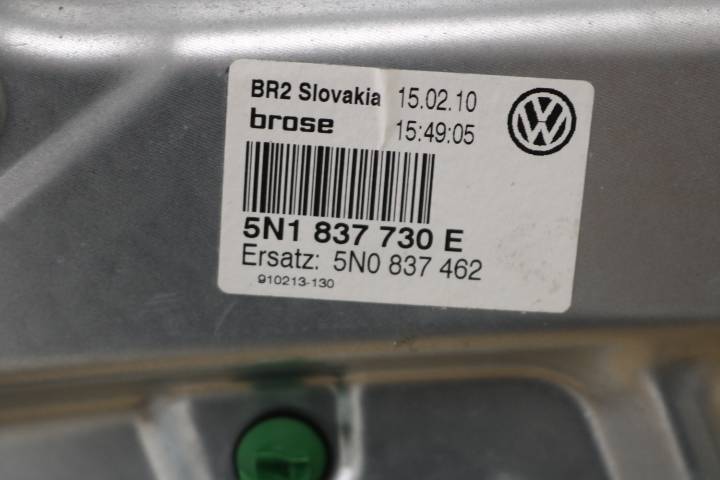 BR2 Slovakia 15.02.10
brose 15:49:05
5N1 837 730 E
Ersatz: 5N0 837 462
910213-130